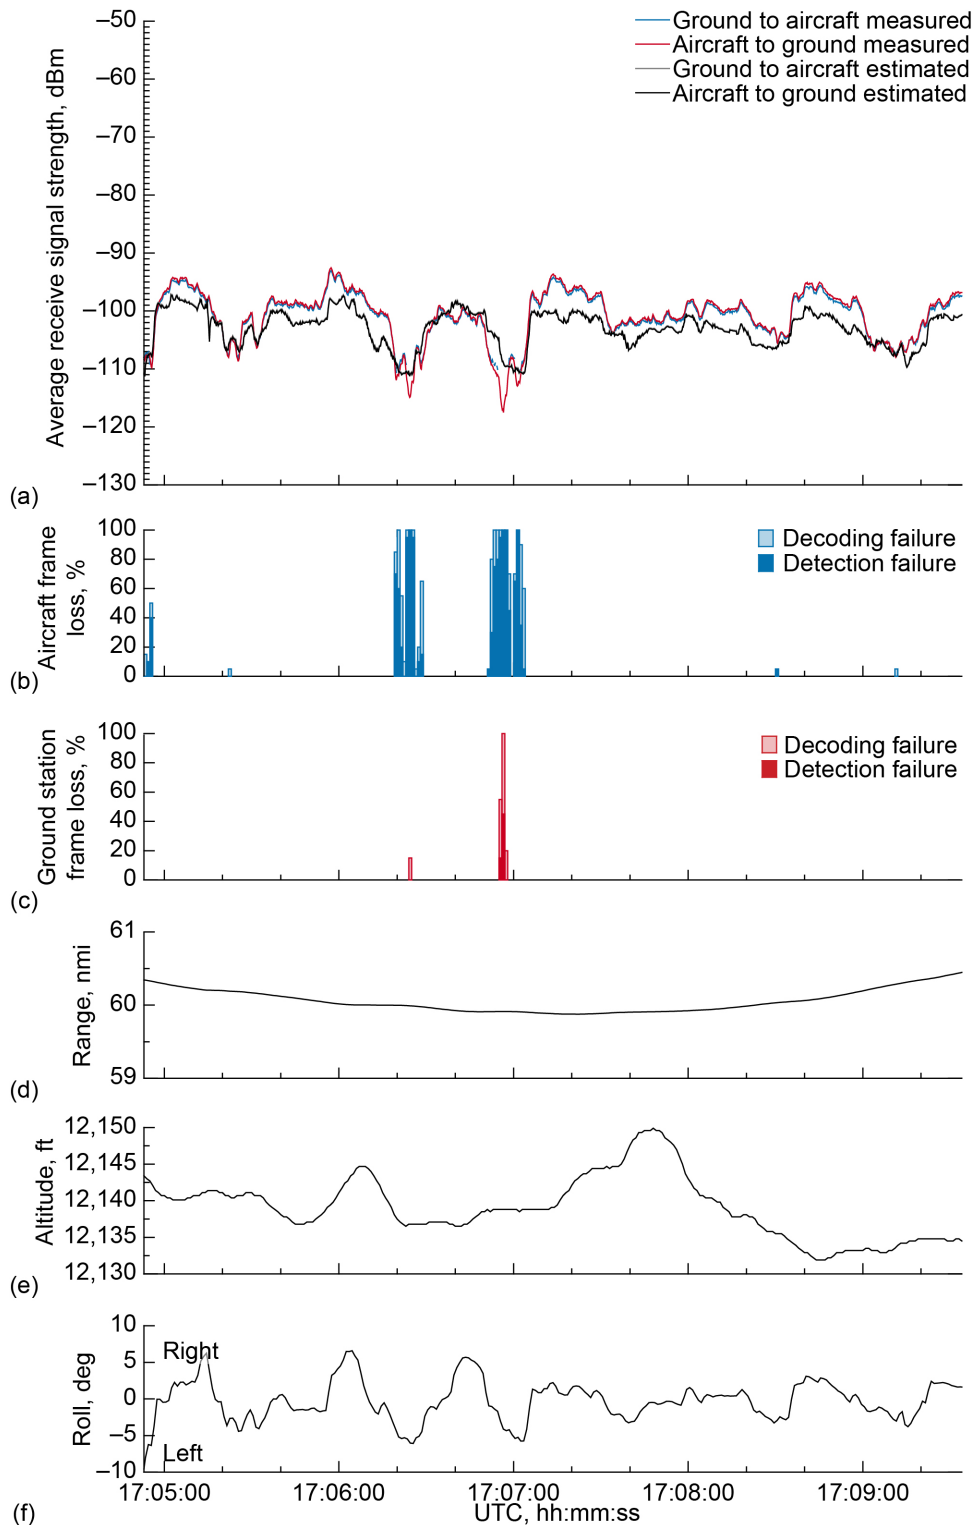 Average receive signal strength, dBm
–50
–60
–70
–80
–90
–100
–110
–120
–130
Ground to aircraft measured
Aircraft to ground measured
Ground to aircraft estimated
Aircraft to ground estimated
(a)
Aircraft frame
loss, %
100
80
60
40
20
0
Decoding failure
Detection failure
(b)
Ground station
frame loss, %
100
80
60
40
20
0
Decoding failure
Detection failure
(c)
Range, nmi
61
60
59
(d)
Altitude, ft
12,150
12,145
12,140
12,135
12,130
(e)
Roll, deg
10
5
0
–5
–10
Right
Left
17:05:00
17:06:00
17:07:00
17:08:00
17:09:00
UTC, hh:mm:ss
(f)